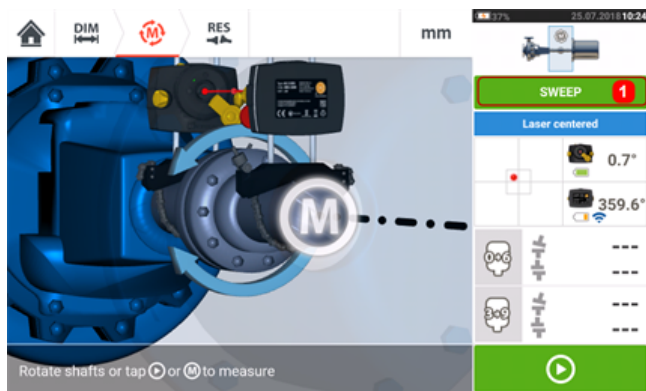 DIM
RES
mm
37%
25.07.2018 10:24
SWEEP 1
Laser centered
0.7°
359.6°
M
0•6
---
---
3•9
---
---
Rotate shafts or tap or M to measure